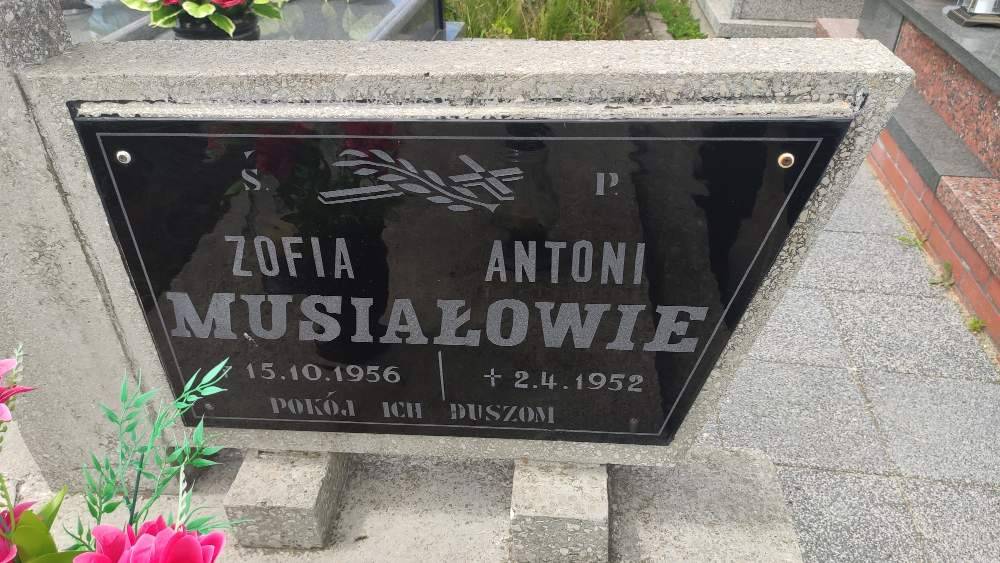 Ś. P.
ZOFIA ANTONI
MUSIAŁOWIE
15.10.1956 + 2.4.1952
POKÓJ ICH DUSZOM